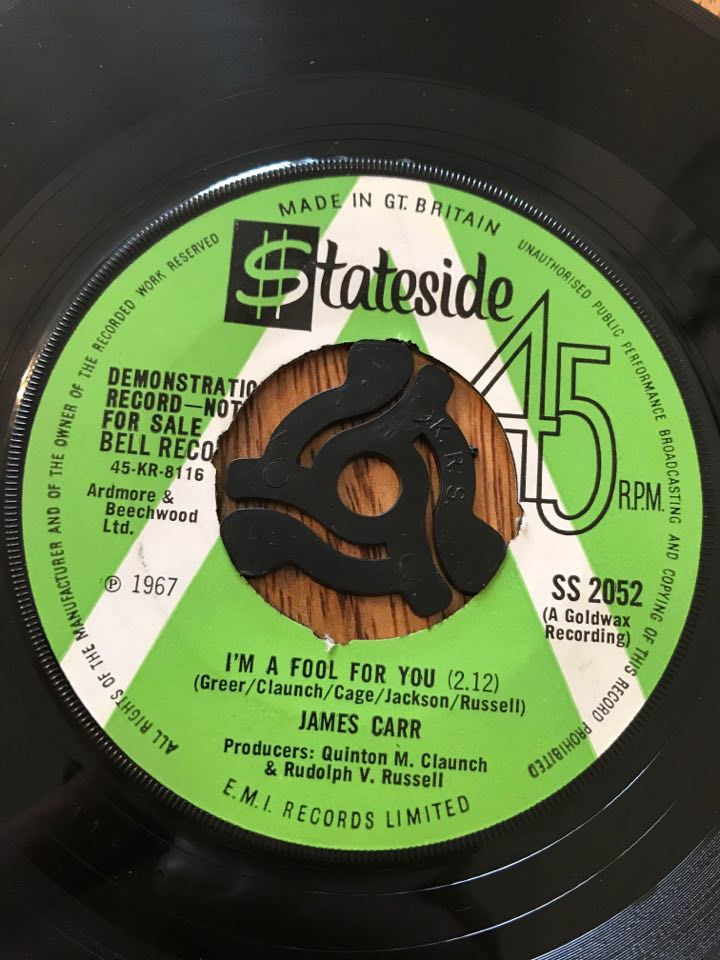 MADE IN GT. BRITAIN
$tateside
45
R.P.M.
DEMONSTRATIO
RECORD—NOT
FOR SALE
BELL RECO
45-KR-8116
Ardmore &
Beechwood
Ltd.
℗ 1967
SS 2052
(A Goldwax
Recording)
I'M A FOOL FOR YOU (2.12)
(Greer/Claunch/Cage/Jackson/Russell)
JAMES CARR
Producers: Quinton M. Claunch
& Rudolph V. Russell
E.M.I. RECORDS LIMITED
ALL RIGHTS OF THE MANUFACTURER AND OF THE OWNER OF THE RECORDED WORK RESERVED
UNAUTHORISED PUBLIC PERFORMANCE BROADCASTING AND COPYING OF THIS RECORD PROHIBITED
K.R.S.